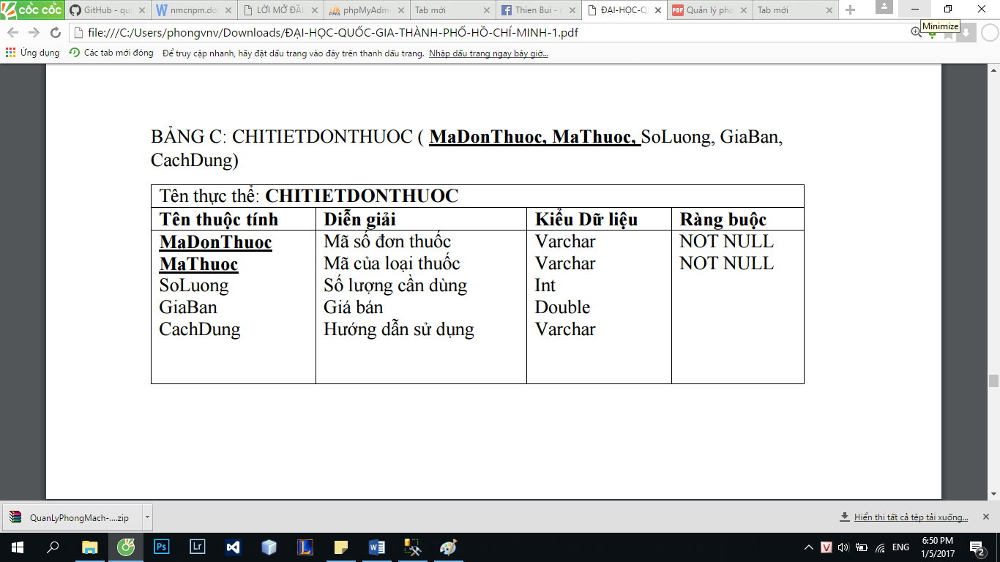 cốc cốc
GitHub - qu
nmcnpm.do
LỜI MỞ ĐẦ
phpMyAdm
Tab mới
Thien Bui -
ĐẠI-HỌC-Q
Quản lý phò
Tab mới
Minimize
file:///C:/Users/phongvnv/Downloads/ĐẠI-HỌC-QUỐC-GIA-THÀNH-PHỐ-HỒ-CHÍ-MINH-1.pdf
Ứng dụng Các tab mới đóng Để truy cập nhanh, hãy đặt dấu trang vào đây trên thanh dấu trang. Nhập dấu trang ngay bây giờ...
BẢNG C: CHITIETDONTHUOC ( MaDonThuoc, MaThuoc, SoLuong, GiaBan,
CachDung)
Tên thực thể: CHITIETDONTHUOC
Tên thuộc tính Diễn giải Kiểu Dữ liệu Ràng buộc
MaDonThuoc Mã số đơn thuốc Varchar NOT NULL
MaThuoc Mã của loại thuốc Varchar NOT NULL
SoLuong Số lượng cần dùng Int
GiaBan Giá bán Double
CachDung Hướng dẫn sử dụng Varchar
QuanLyPhongMach-....zip
Hiển thị tất cả tệp tải xuống...
Ps
Lr
ENG
6:50 PM
1/5/2017
2